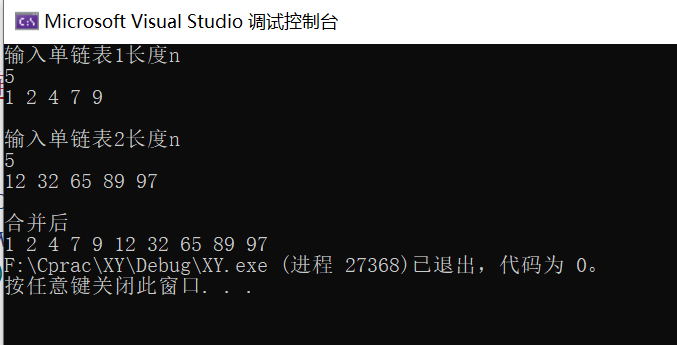 Microsoft Visual Studio 调试控制台
输入单链表1长度n
5
1 2 4 7 9
输入单链表2长度n
5
12 32 65 89 97
合并后
1 2 4 7 9 12 32 65 89 97
F:\Cprac\XY\Debug\XY.exe (进程 27368)已退出，代码为 0。
按任意键关闭此窗口. . .